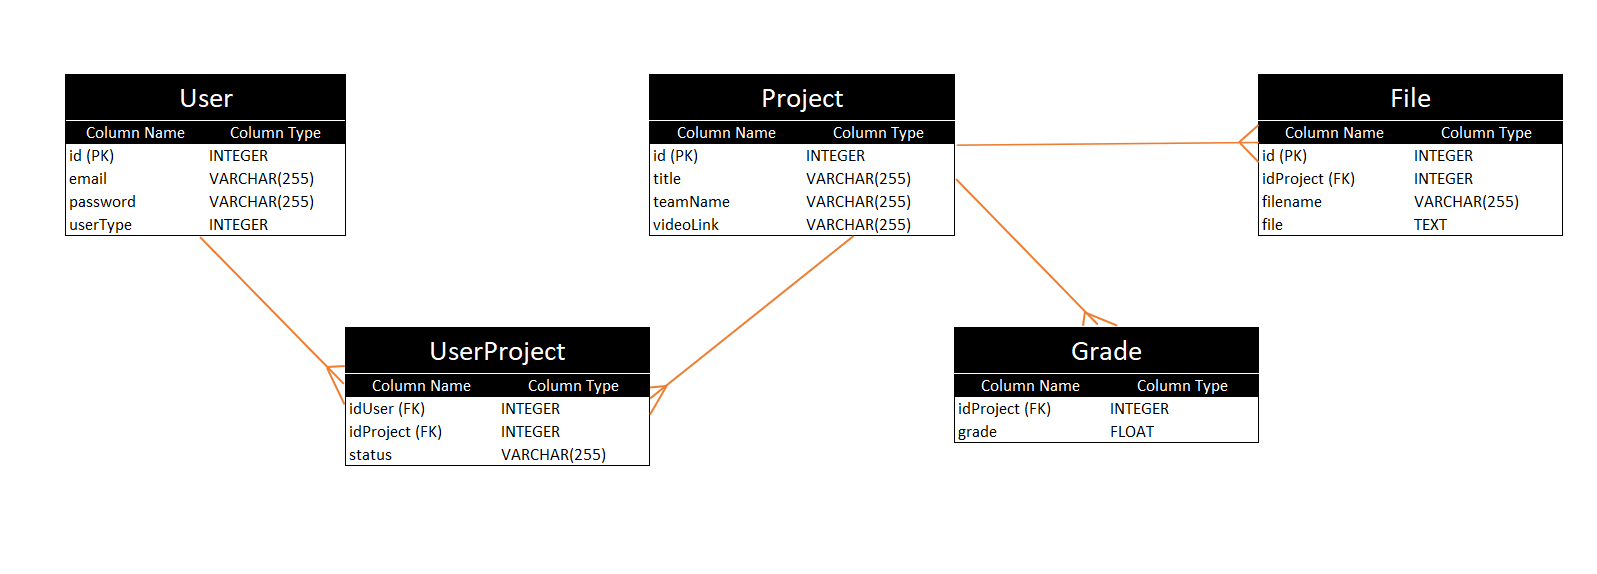 User
Column Name Column Type
id (PK) INTEGER
email VARCHAR(255)
password VARCHAR(255)
userType INTEGER
Project
Column Name Column Type
id (PK) INTEGER
title VARCHAR(255)
teamName VARCHAR(255)
videoLink VARCHAR(255)
File
Column Name Column Type
id (PK) INTEGER
idProject (FK) INTEGER
filename VARCHAR(255)
file TEXT
UserProject
Column Name Column Type
idUser (FK) INTEGER
idProject (FK) INTEGER
status VARCHAR(255)
Grade
Column Name Column Type
idProject (FK) INTEGER
grade FLOAT